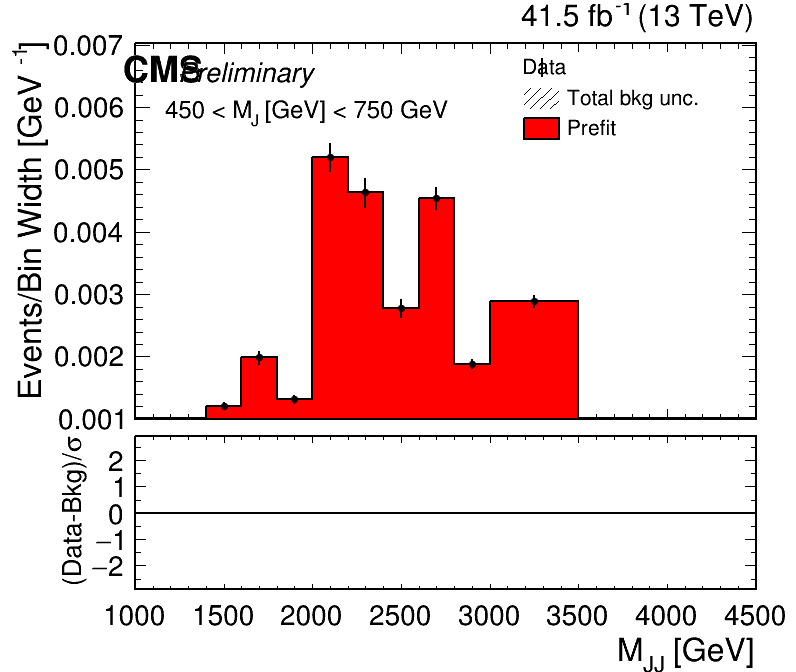 41.5 fb⁻¹ (13 TeV)
CMS Preliminary
450 < M_J [GeV] < 750 GeV
Data
Total bkg unc.
Prefit
Events/Bin Width [GeV⁻¹]
0.007
0.006
0.005
0.004
0.003
0.002
0.001
(Data-Bkg)/σ
2
1
0
−1
−2
1000 1500 2000 2500 3000 3500 4000 4500
M_JJ [GeV]